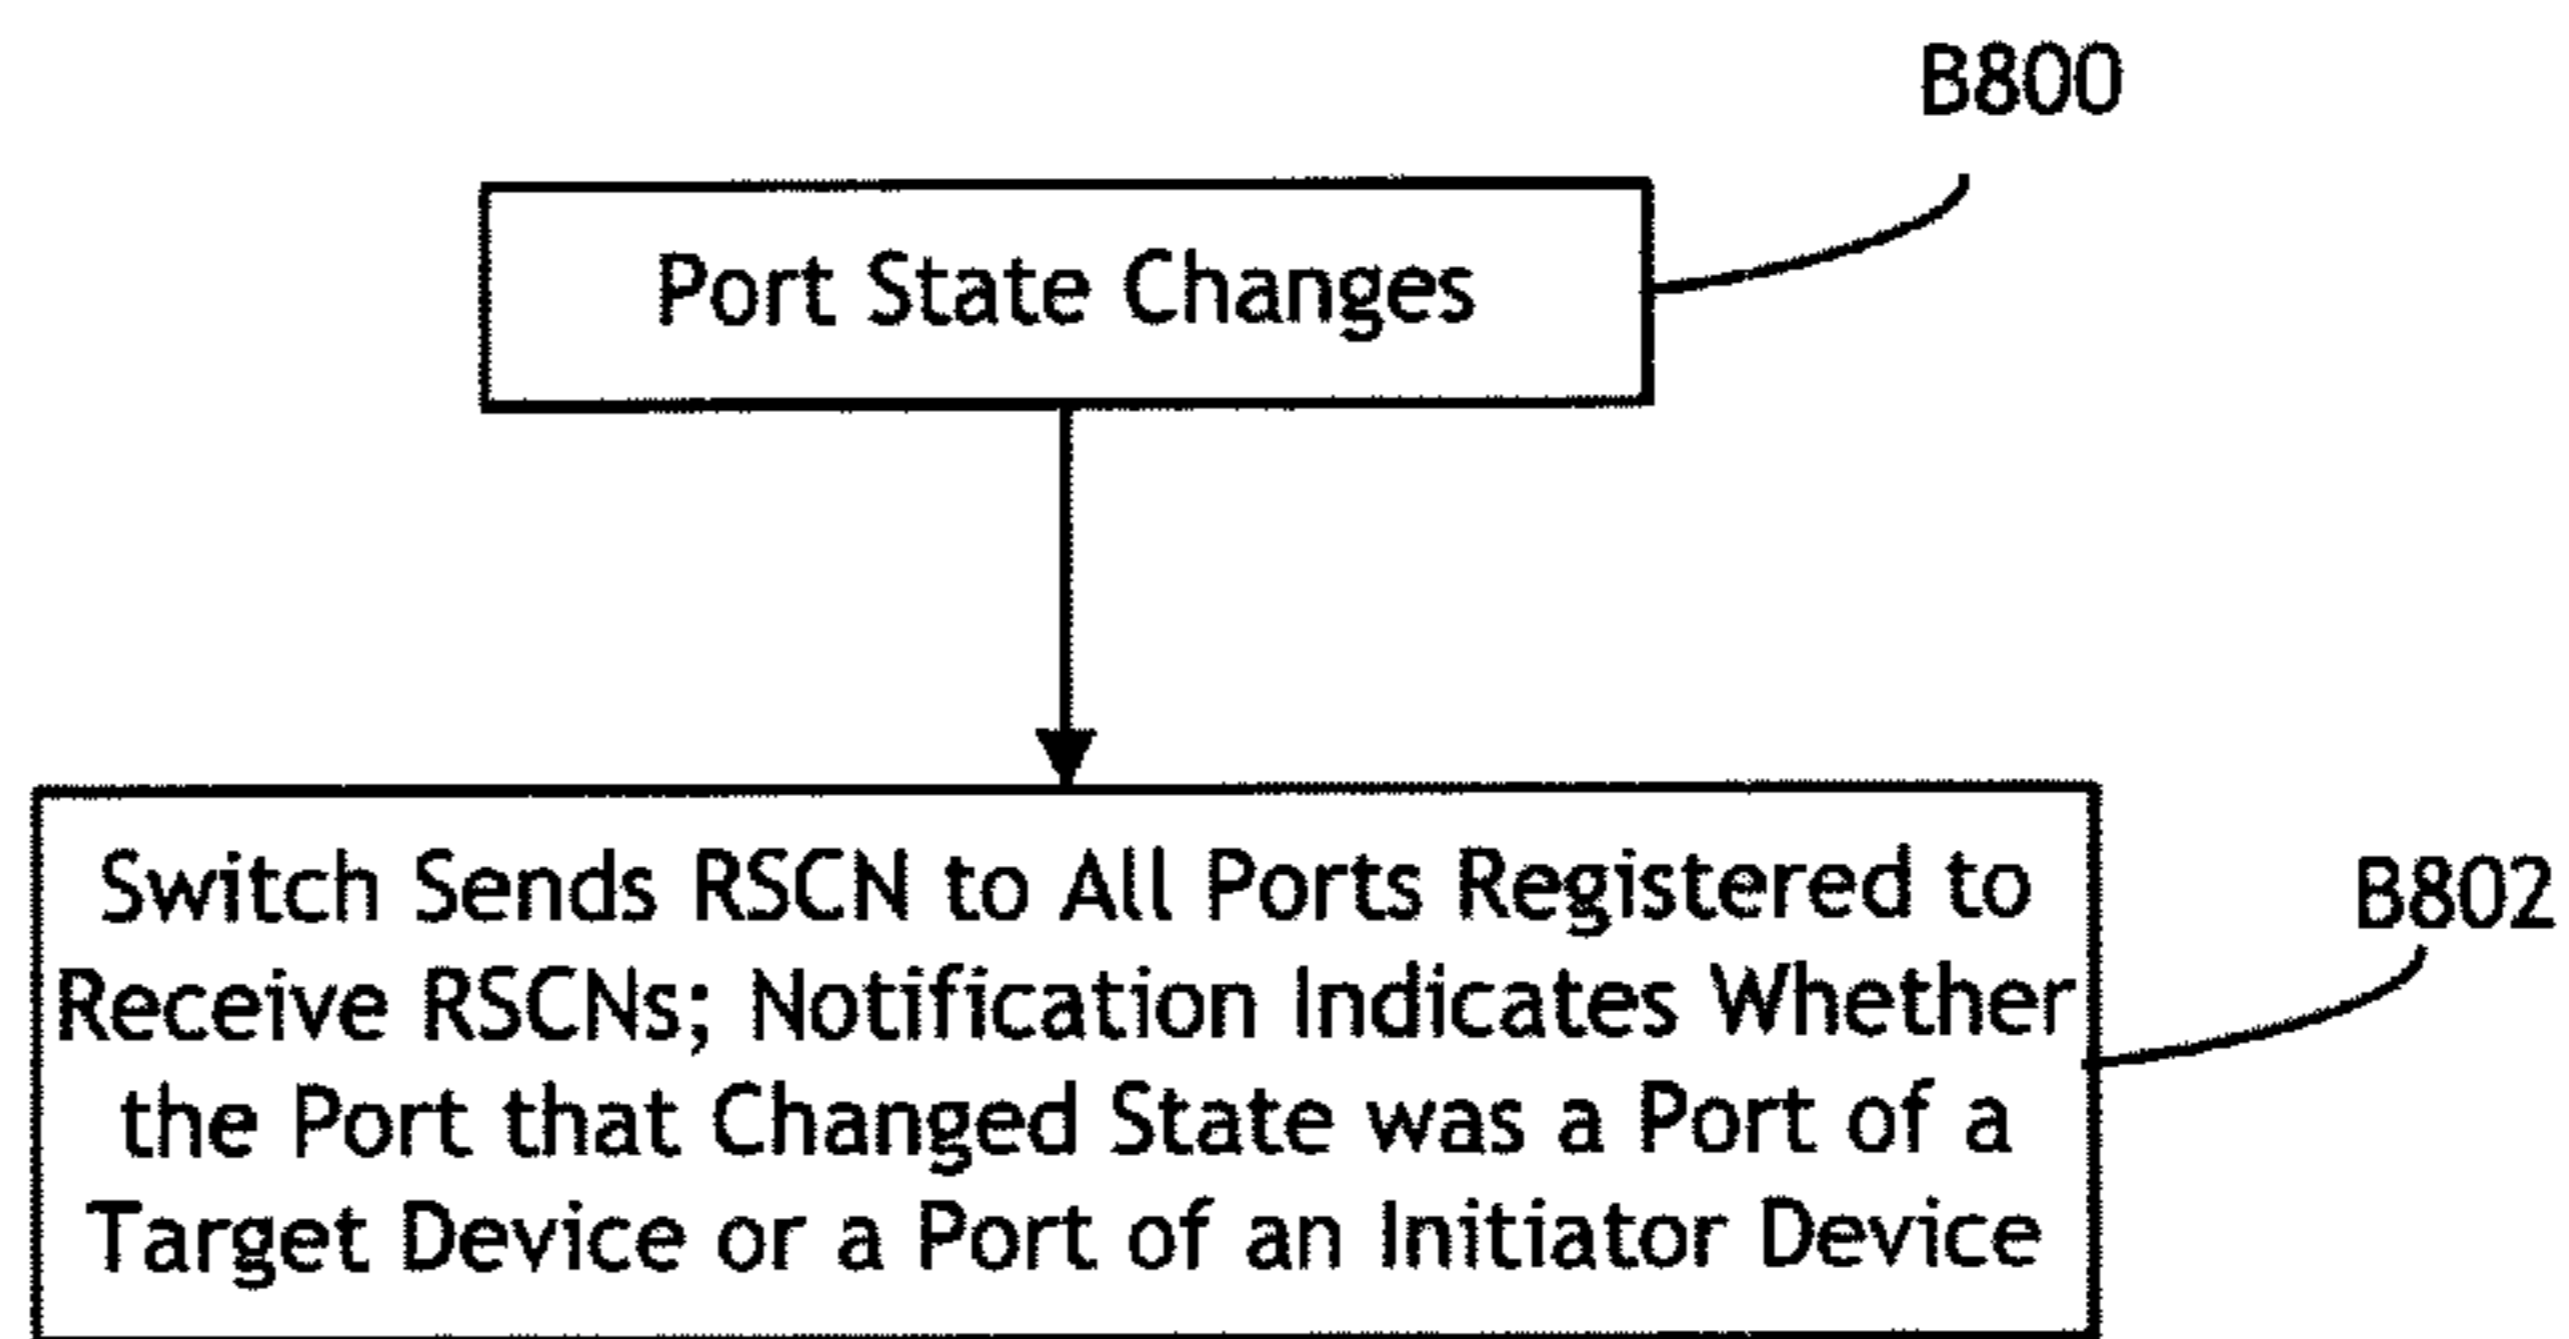 B800
Port State Changes
Switch Sends RSCN to All Ports Registered to
Receive RSCNs; Notification Indicates Whether
the Port that Changed State was a Port of a
Target Device or a Port of an Initiator Device
B802